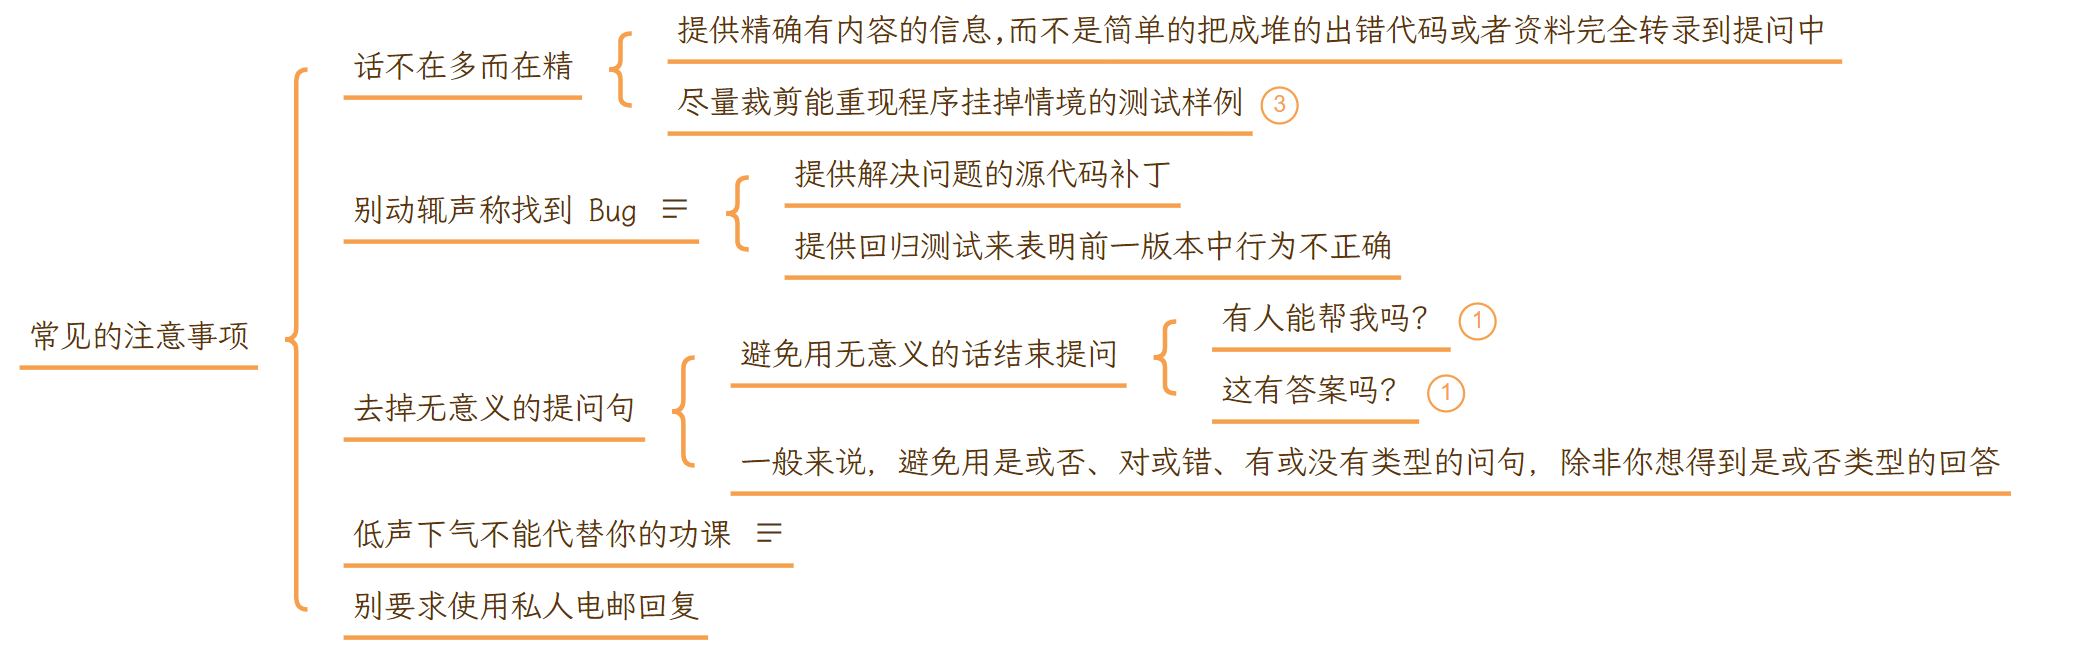 常见的注意事项
话不在多而在精
提供精确有内容的信息,而不是简单的把成堆的出错代码或者资料完全转录到提问中
尽量裁剪能重现程序挂掉情境的测试样例 3
别动辄声称找到 Bug
提供解决问题的源代码补丁
提供回归测试来表明前一版本中行为不正确
去掉无意义的提问句
避免用无意义的话结束提问
有人能帮我吗? 1
这有答案吗? 1
一般来说, 避免用是或否、对或错、有或没有类型的问句, 除非你想得到是或否类型的回答
低声下气不能代替你的功课
别要求使用私人电邮回复